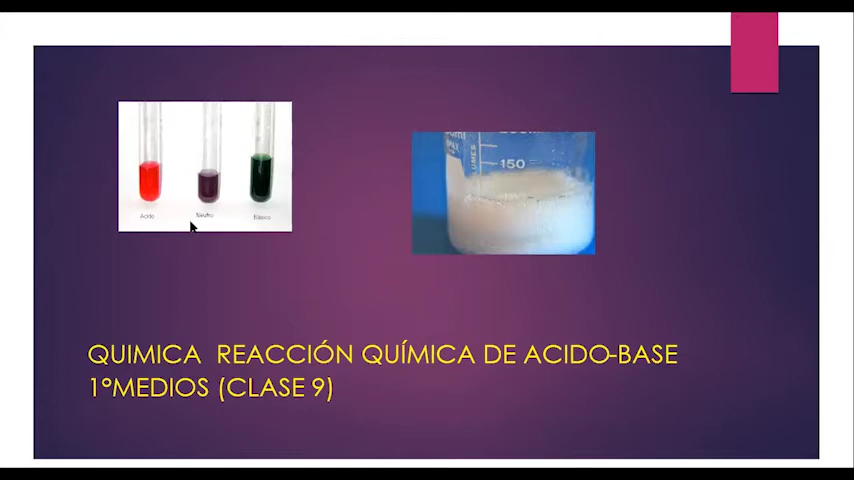 Acido
Neutro
Básico
150
QUIMICA  REACCIÓN QUÍMICA DE ACIDO-BASE
1°MEDIOS (CLASE 9)